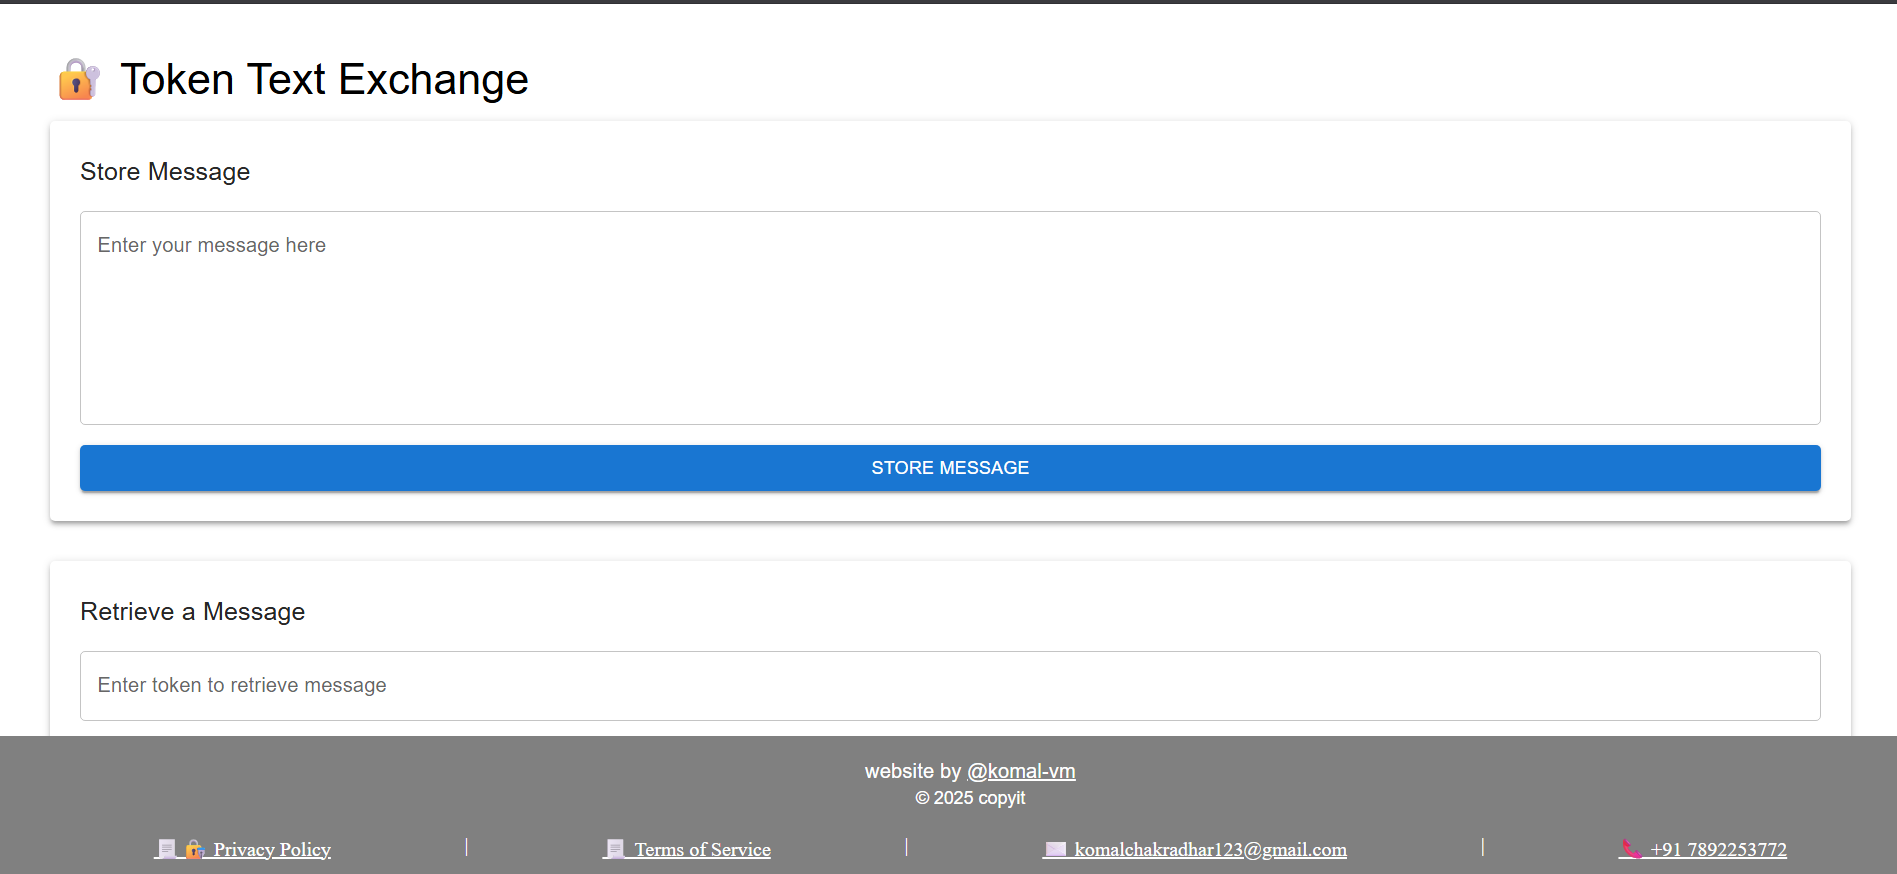 🔐 Token Text Exchange
Store Message
Enter your message here
STORE MESSAGE
Retrieve a Message
Enter token to retrieve message
website by @komal-vm
© 2025 copyit
Privacy Policy | Terms of Service | komalchakradhar123@gmail.com | +91 7892253772